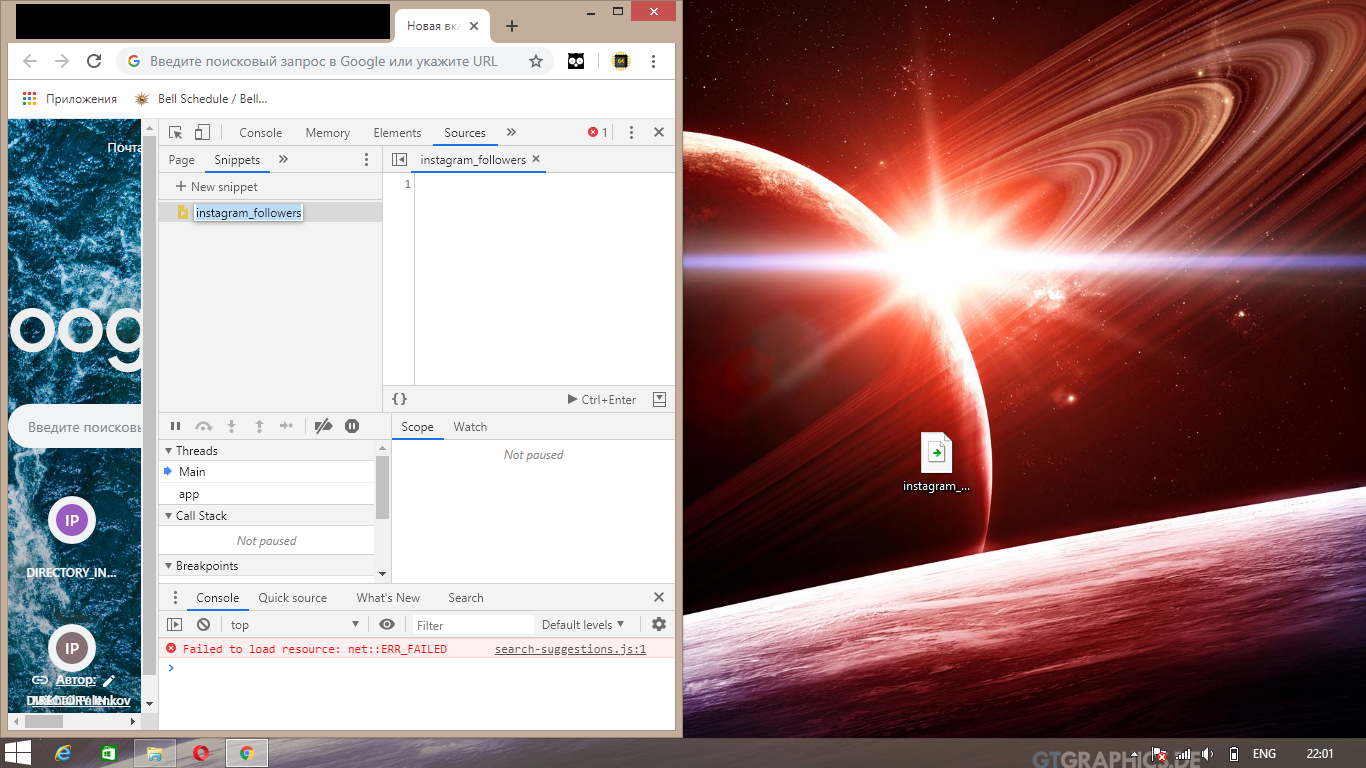 Новая вкл
Введите поисковый запрос в Google или укажите URL
Приложения
Bell Schedule / Bell...
Почта
Console
Memory
Elements
Sources
1
Page
Snippets
instagram_followers
New snippet
1
instagram_followers
oog
{}
Ctrl+Enter
Введите поисковы
Scope
Watch
Threads
Not paused
Main
app
Call Stack
Not paused
IP
DIRECTORY_IN...
Breakpoints
Console
Quick source
What's New
Search
top
Filter
Default levels
Failed to load resource: net::ERR_FAILED
search-suggestions.js:1
IP
Автор:
instagram_...
ENG
22:01
GTGRAPHICS.DE